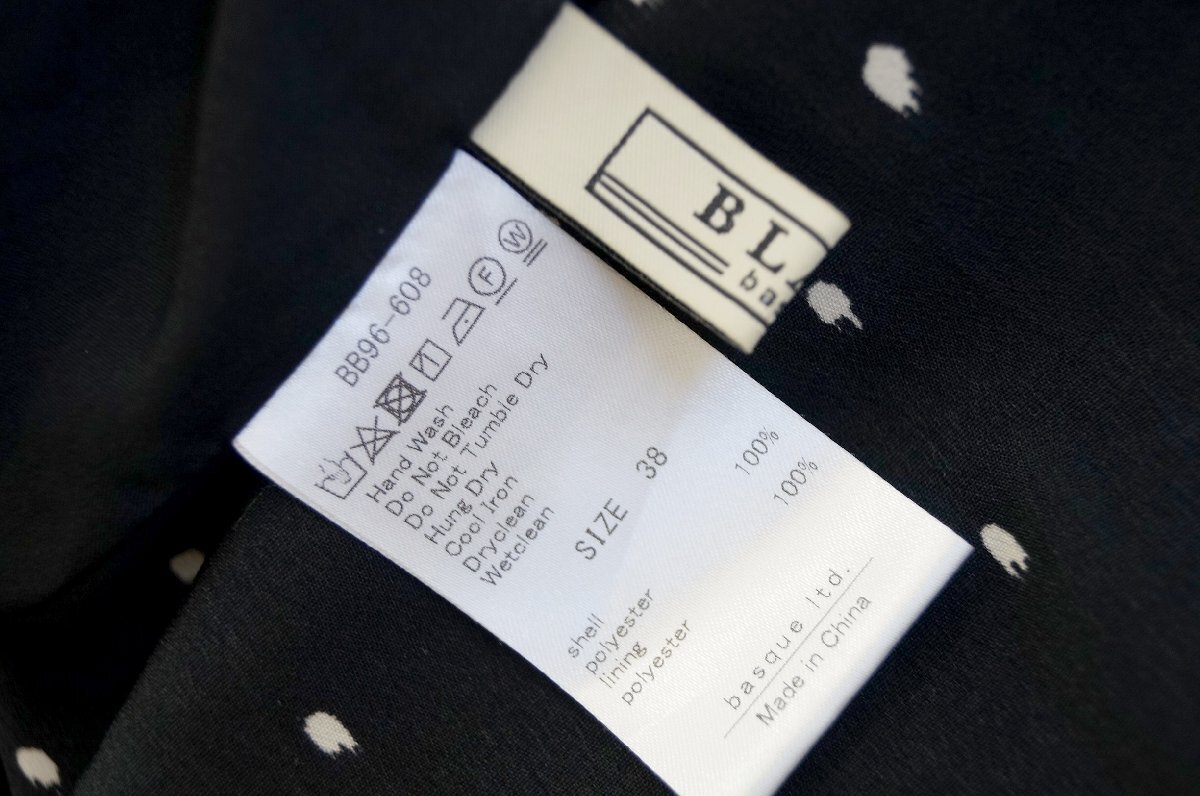 BL
ba
BB96-608
F
W
Hand Wash
Do Not Bleach
Do Not Tumble Dry
Hung Dry
Cool Iron
Dryclean
Wetclean
SIZE 38
shell
polyester 100%
lining
polyester 100%
basque ltd.
Made in China